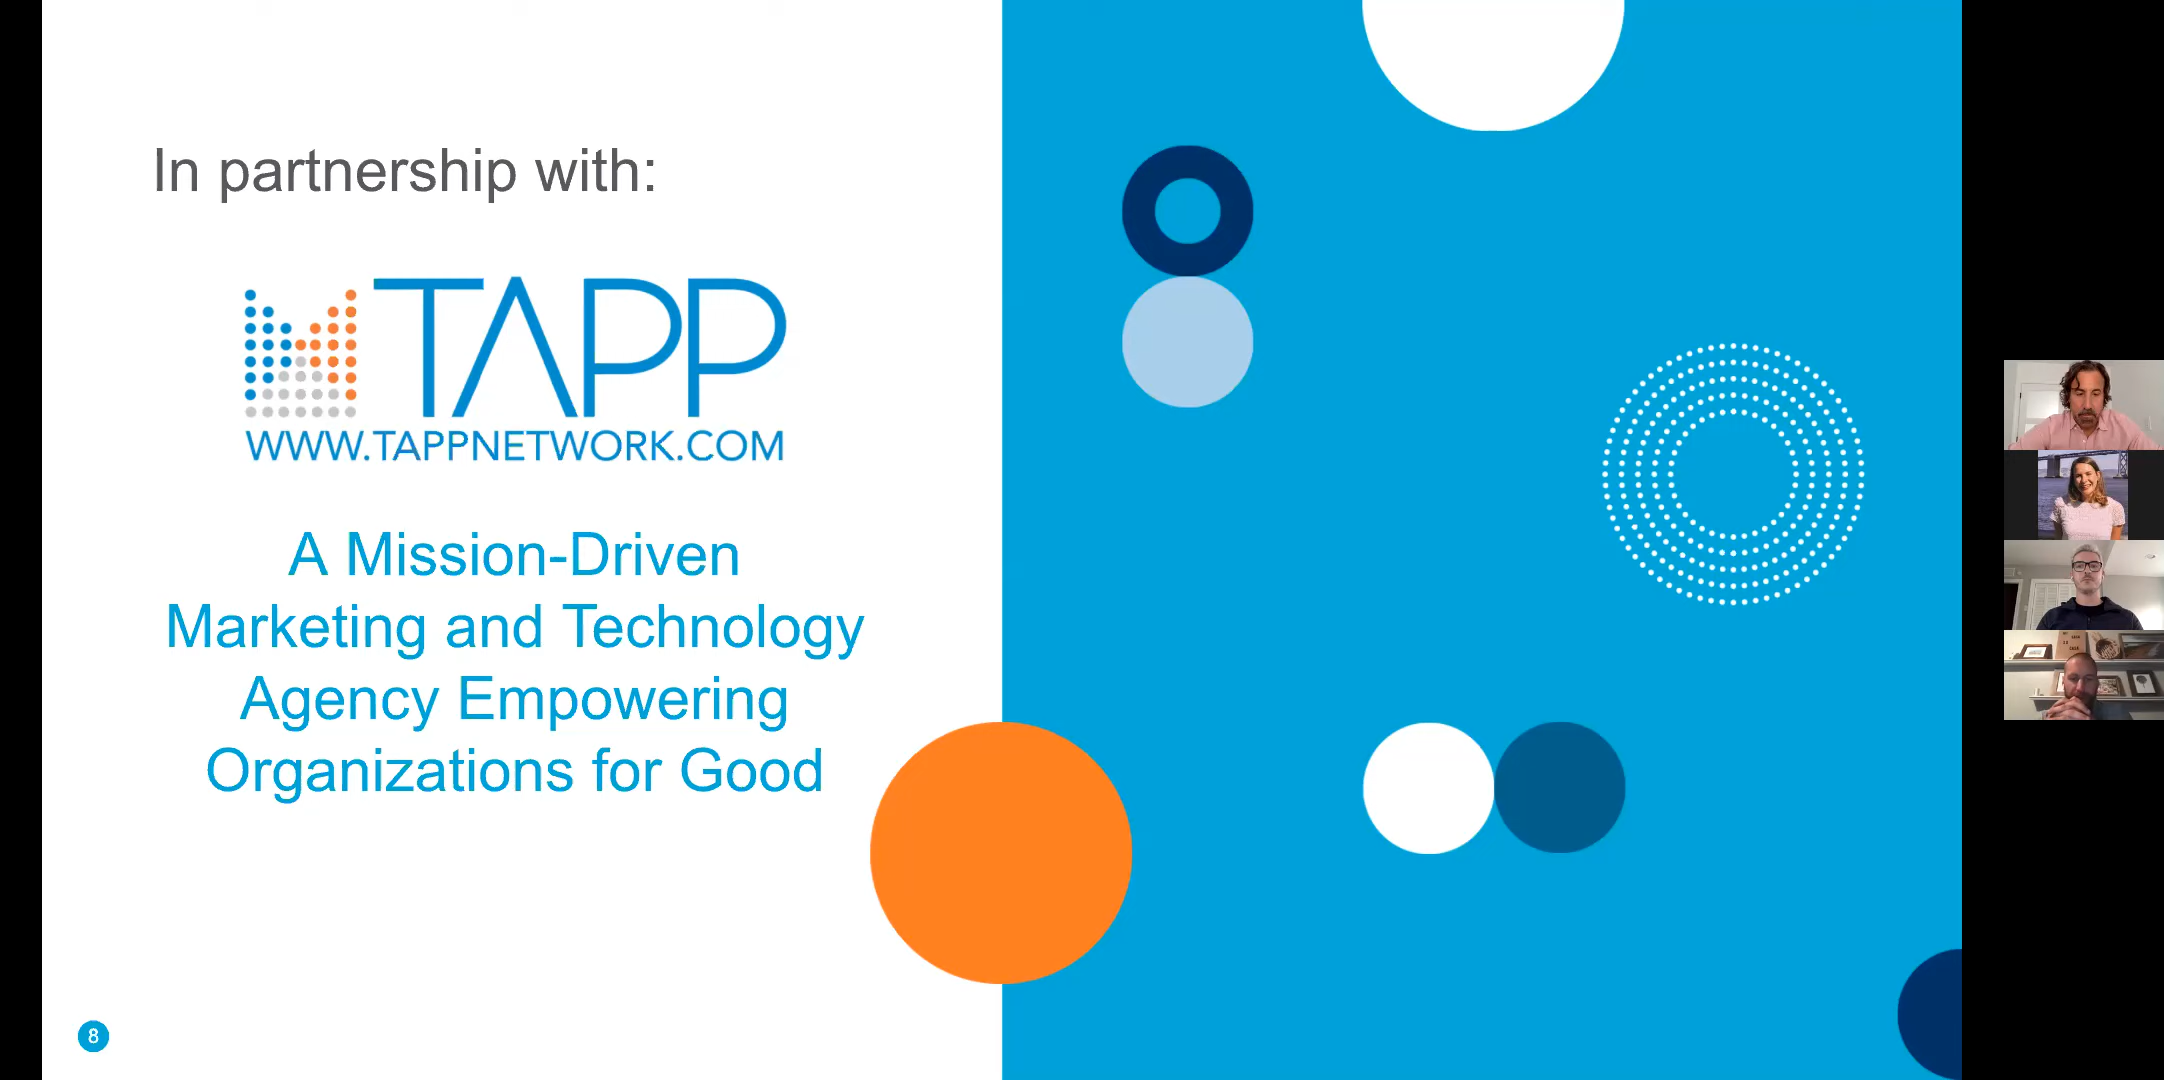 In partnership with:
TAPP
WWW.TAPPNETWORK.COM
A Mission-Driven
Marketing and Technology
Agency Empowering
Organizations for Good
8